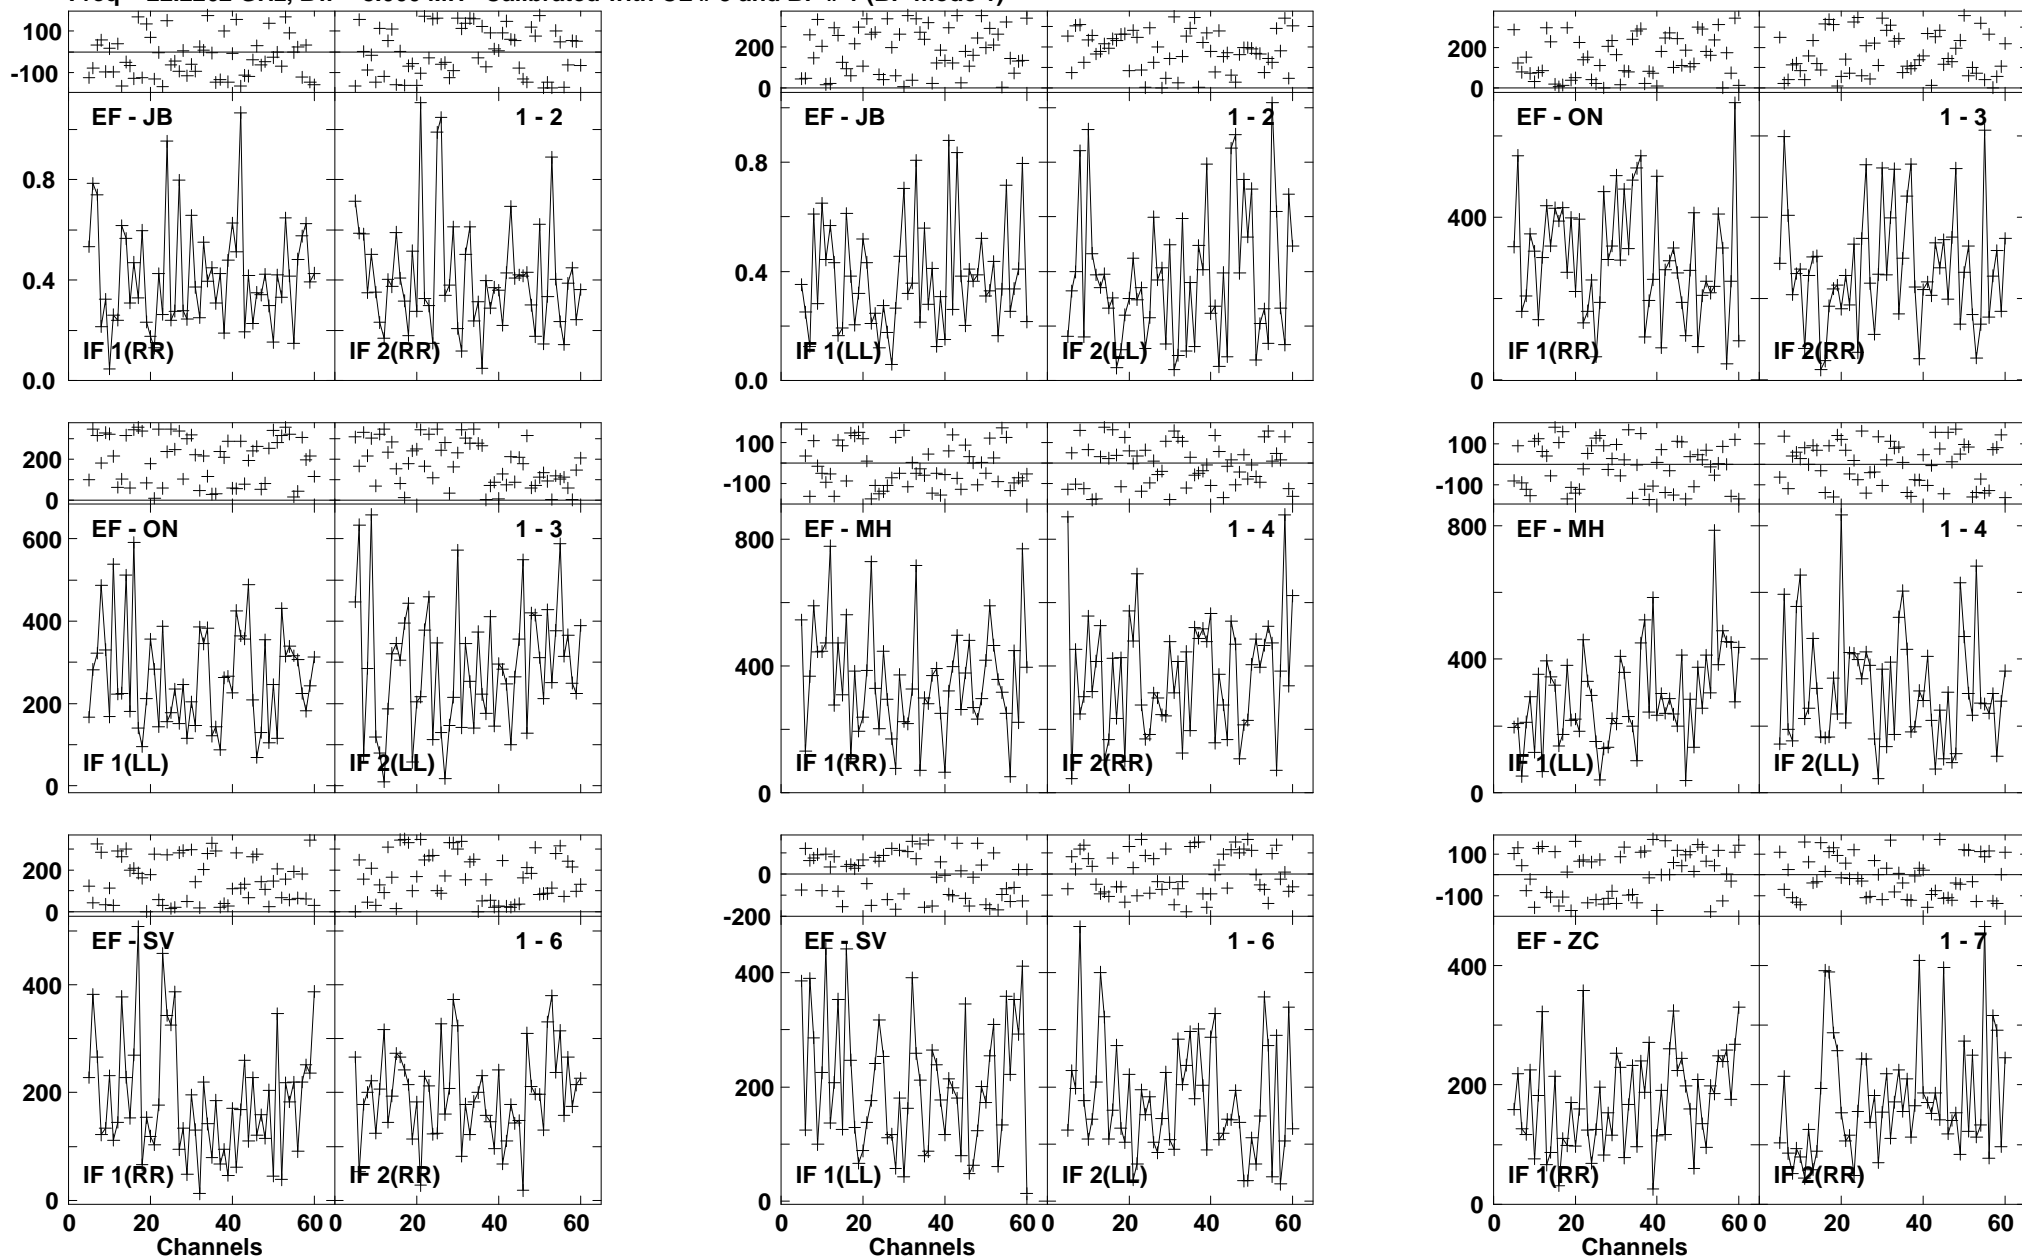 100
-100
EF - JB
1 - 2
0.8
0.4
0.0
IF 1(RR)
IF 2(RR)
200
0
EF - JB
1 - 2
0.8
0.4
0.0
IF 1(LL)
IF 2(LL)
200
0
EF - ON
1 - 3
400
0
IF 1(RR)
IF 2(RR)
200
0
EF - ON
1 - 3
600
400
200
0
IF 1(LL)
IF 2(LL)
100
-100
EF - MH
1 - 4
800
400
0
IF 1(RR)
IF 2(RR)
100
-100
EF - MH
1 - 4
800
400
0
IF 1(LL)
IF 2(LL)
200
0
EF - SV
1 - 6
400
200
0
IF 1(RR)
IF 2(RR)
0 20 40 60 0 20 40 60
Channels
0
-200
EF - SV
1 - 6
400
200
0
IF 1(LL)
IF 2(LL)
0 20 40 60 0 20 40 60
Channels
100
-100
EF - ZC
1 - 7
400
200
0
IF 1(RR)
IF 2(RR)
0 20 40 60 0 20 40 60
Channels